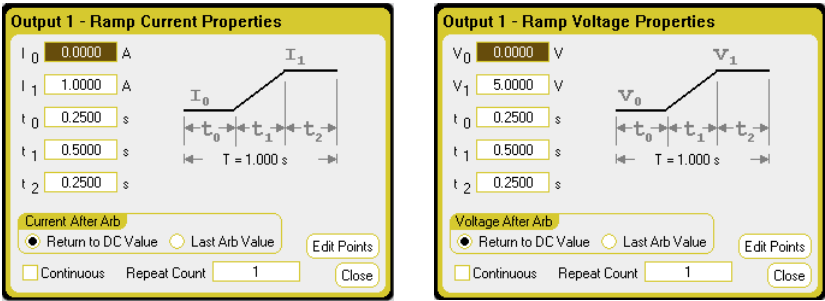 Output 1 - Ramp Current Properties
I 0 0.0000 A
I 1 1.0000 A
t 0 0.2500 s
t 1 0.5000 s
t 2 0.2500 s
I0
I1
t0 t1 t2
T = 1.000 s
Current After Arb
Return to DC Value Last Arb Value
Edit Points
Continuous Repeat Count 1
Close
Output 1 - Ramp Voltage Properties
V0 0.0000 V
V1 5.0000 V
t 0 0.2500 s
t 1 0.5000 s
t 2 0.2500 s
V0
V1
t0 t1 t2
T = 1.000 s
Voltage After Arb
Return to DC Value Last Arb Value
Edit Points
Continuous Repeat Count 1
Close